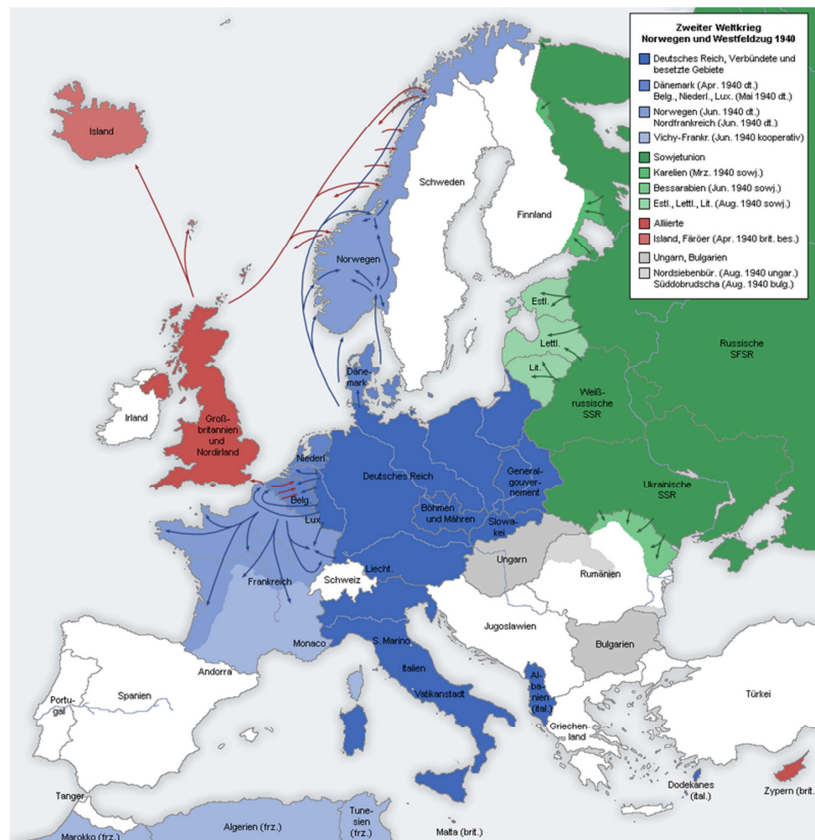 Zweiter Weltkrieg
Norwegen und Westfeldzug 1940
Deutsches Reich, Verbündete und
besetzte Gebiete
Dänemark (Apr. 1940 dt.)
Belg., Niederl., Lux. (Mai 1940 dt.)
Norwegen (Jun. 1940 dt.)
Nordfrankreich (Jun. 1940 dt.)
Vichy-Frankr. (Jun. 1940 kooperativ)
Sowjetunion
Karelien (Mrz. 1940 sowj.)
Bessarabien (Jun. 1940 sowj.)
Estl., Lettl., Lit. (Aug. 1940 sowj.)
Alliierte
Island, Färöer (Apr. 1940 brit. bes.)
Ungarn, Bulgarien
Nordsiebenbür. (Aug. 1940 ungar.)
Süddobrudscha (Aug. 1940 bulg.)
Island
Schweden
Finnland
Norwegen
Estl.
Lettl.
Lit.
Russische
SFSR
Weiß-
russische
SSR
Däne-
mark
Irland
Groß-
britannien
und
Nordirland
Niederl.
Belg.
Lux.
Deutsches Reich
General-
gouver-
nement
Böhmen
und Mähren
Slowa-
kei
Ukrainische
SSR
Liecht.
Schweiz
Frankreich
Ungarn
Rumänien
Jugoslawien
Bulgarien
Monaco
S. Marino
Italien
Vatikanstadt
Andorra
Portu-
gal
Spanien
Al-
ba-
nien
(ital.)
Griechen-
land
Türkei
Dodekanes
(ital.)
Zypern (brit.)
Tanger
Marokko (frz.)
Algerien (frz.)
Tune-
sien
(frz.)
Malta (brit.)